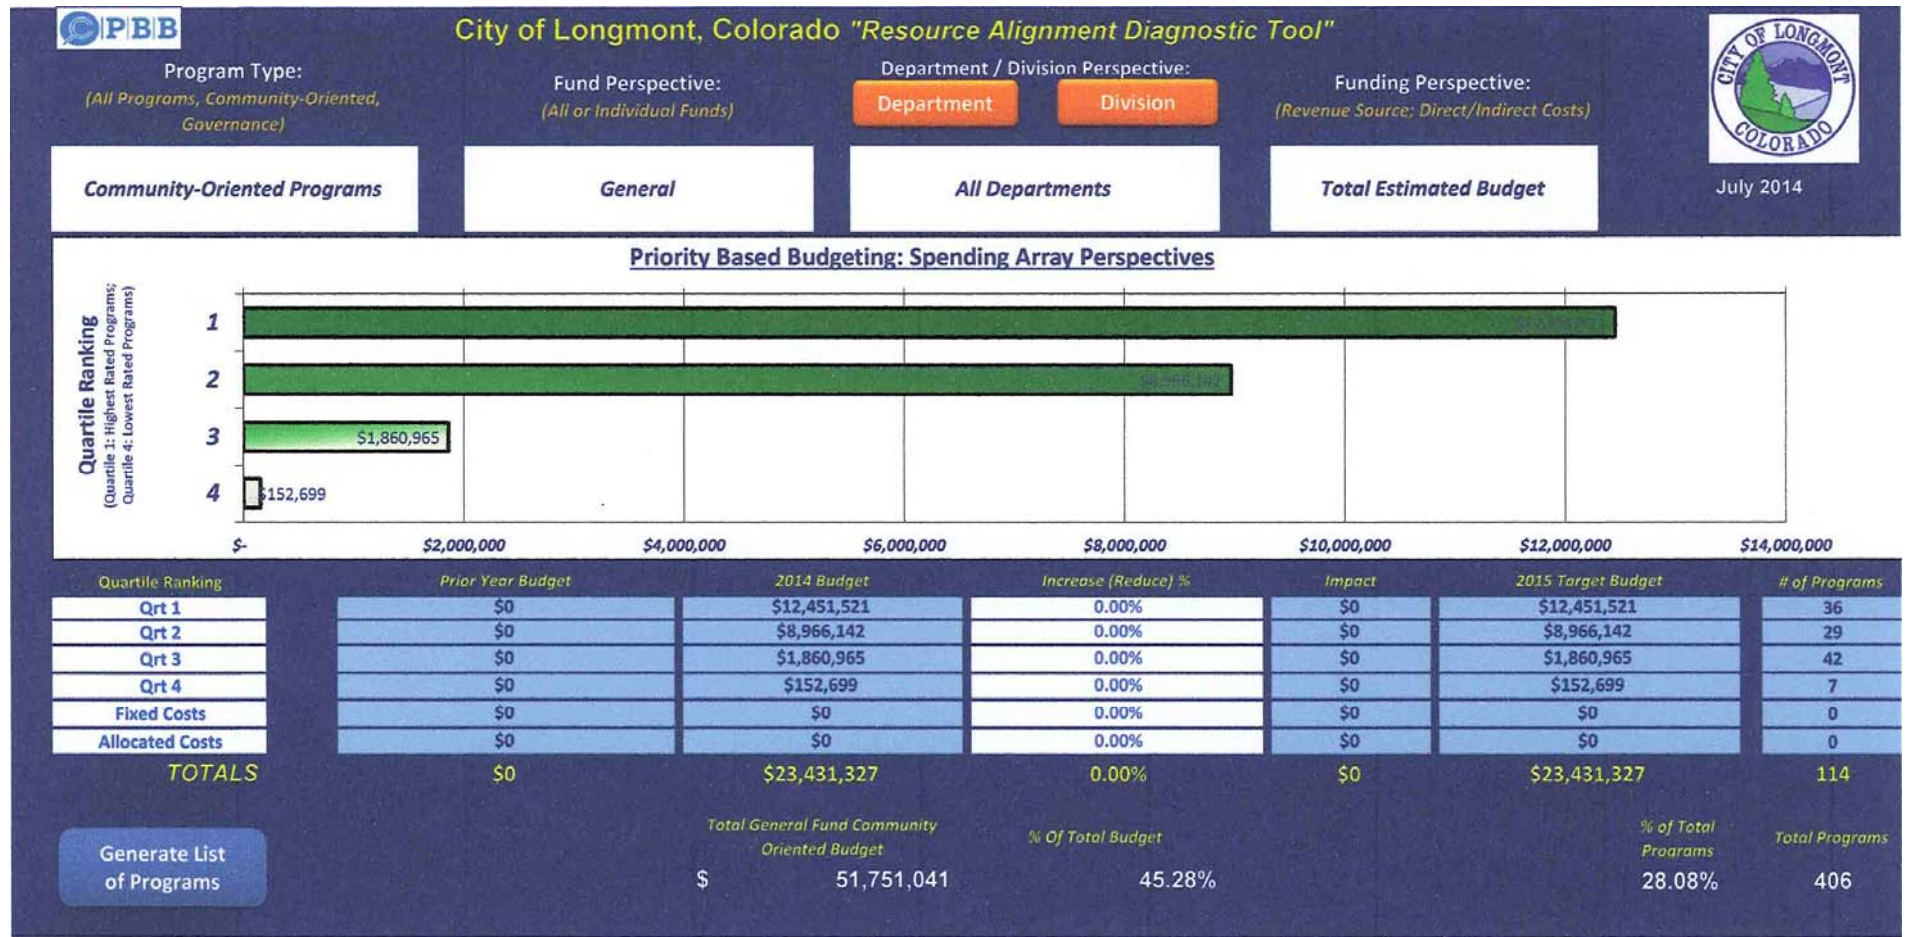 PBB
City of Longmont, Colorado "Resource Alignment Diagnostic Tool"
CITY OF LONGMONT
COLORADO
Program Type:
(All Programs, Community-Oriented,
Governance)
Fund Perspective:
(All or Individual Funds)
Department / Division Perspective:
Department Division
Funding Perspective:
(Revenue Source; Direct/Indirect Costs)
Community-Oriented Programs General All Departments Total Estimated Budget July 2014
Priority Based Budgeting: Spending Array Perspectives
Quartile Ranking
(Quartile 1: Highest Rated Programs;
Quartile 4: Lowest Rated Programs)
1
2 $8,966,142
3 $1,860,965
4 $152,699
$- $2,000,000 $4,000,000 $6,000,000 $8,000,000 $10,000,000 $12,000,000 $14,000,000
Quartile Ranking Prior Year Budget 2014 Budget Increase (Reduce) % Impact 2015 Target Budget # of Programs
Qrt 1 $0 $12,451,521 0.00% $0 $12,451,521 36
Qrt 2 $0 $8,966,142 0.00% $0 $8,966,142 29
Qrt 3 $0 $1,860,965 0.00% $0 $1,860,965 42
Qrt 4 $0 $152,699 0.00% $0 $152,699 7
Fixed Costs $0 $0 0.00% $0 $0 0
Allocated Costs $0 $0 0.00% $0 $0 0
TOTALS $0 $23,431,327 0.00% $0 $23,431,327 114
Generate List
of Programs
Total General Fund Community
Oriented Budget
$ 51,751,041
% Of Total Budget
45.28%
% of Total
Programs
28.08%
Total Programs
406